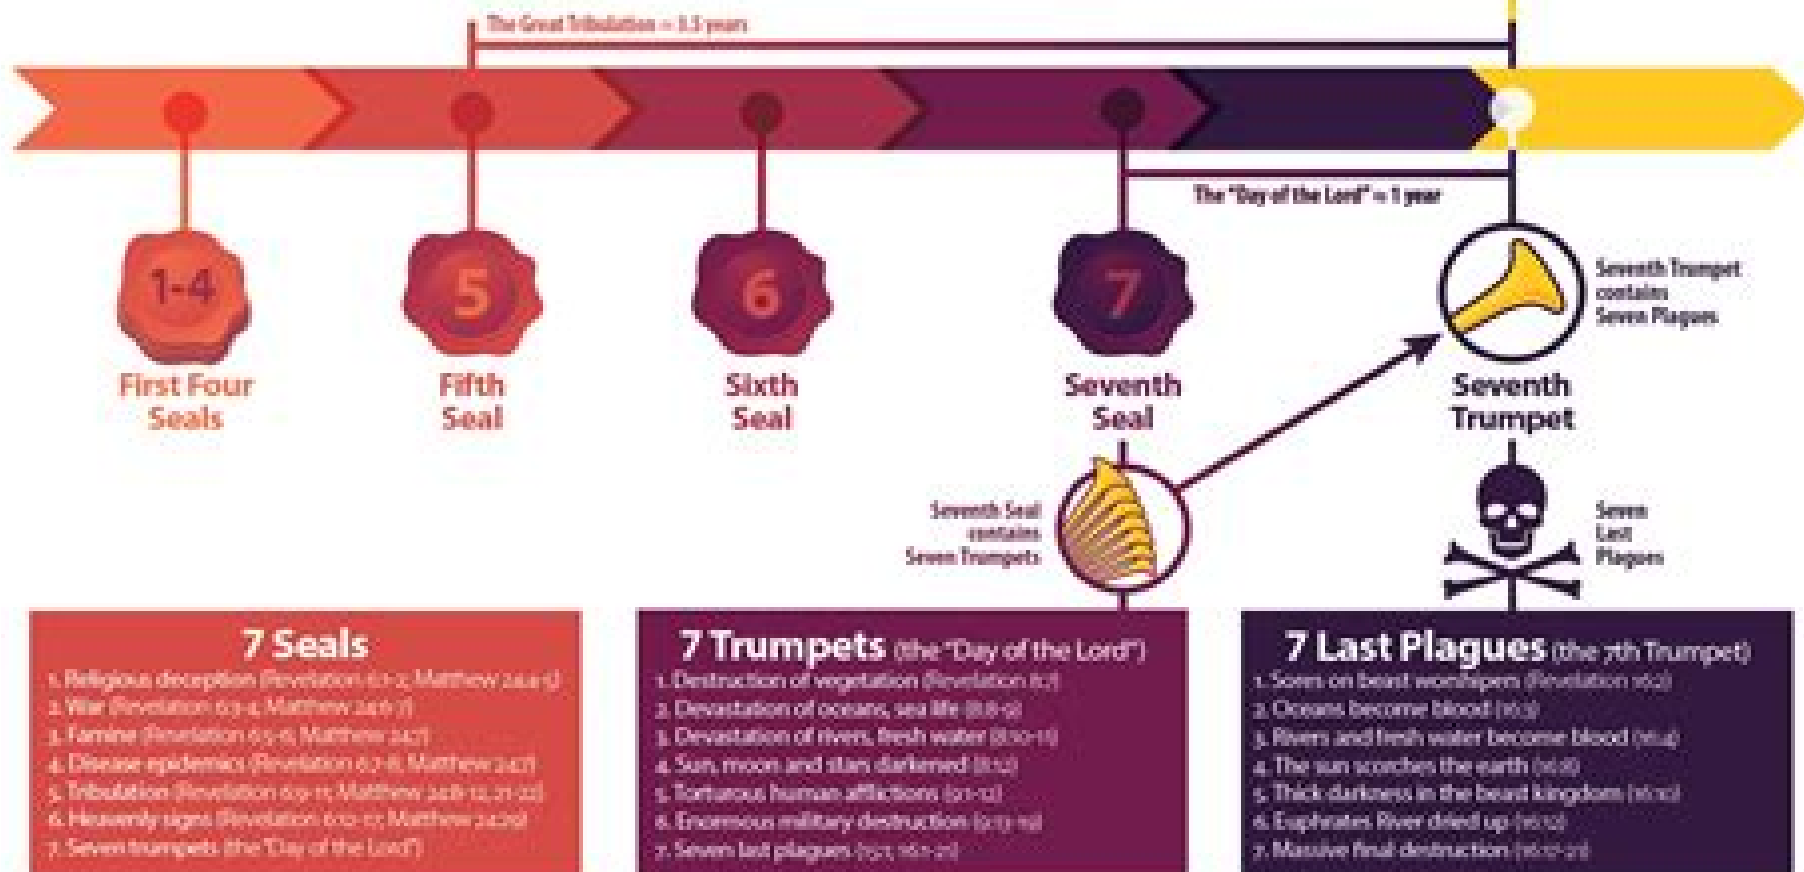 The Great Tribulation ≈ 3.5 years
The "Day of the Lord" ≈ 1 year
1-4
5
6
7
First Four
Seals
Fifth
Seal
Sixth
Seal
Seventh
Seal
Seventh
Trumpet
Seventh Trumpet
contains
Seven Plagues
Seventh Seal
contains
Seven Trumpets
Seven
Last
Plagues
7 Seals
1. Religious deception (Revelation 6:1-2, Matthew 24:4-5)
2. War (Revelation 6:3-4, Matthew 24:6-7)
3. Famine (Revelation 6:5-6, Matthew 24:7)
4. Disease epidemics (Revelation 6:7-8, Matthew 24:7)
5. Tribulation (Revelation 6:9-11, Matthew 24:8-12, 21-22)
6. Heavenly signs (Revelation 6:12-17, Matthew 24:29)
7. Seven trumpets (the "Day of the Lord")
7 Trumpets (the "Day of the Lord")
1. Destruction of vegetation (Revelation 8:7)
2. Devastation of oceans, sea life (8:8-9)
3. Devastation of rivers, fresh water (8:10-11)
4. Sun, moon and stars darkened (8:12)
5. Torturous human afflictions (9:1-12)
6. Enormous military destruction (9:13-19)
7. Seven last plagues (15:1, 16:1-21)
7 Last Plagues (the 7th Trumpet)
1. Sores on beast worshipers (Revelation 16:2)
2. Oceans become blood (16:3)
3. Rivers and fresh water become blood (16:4)
4. The sun scorches the earth (16:8)
5. Thick darkness in the beast kingdom (16:10)
6. Euphrates River dried up (16:12)
7. Massive final destruction (16:17-21)